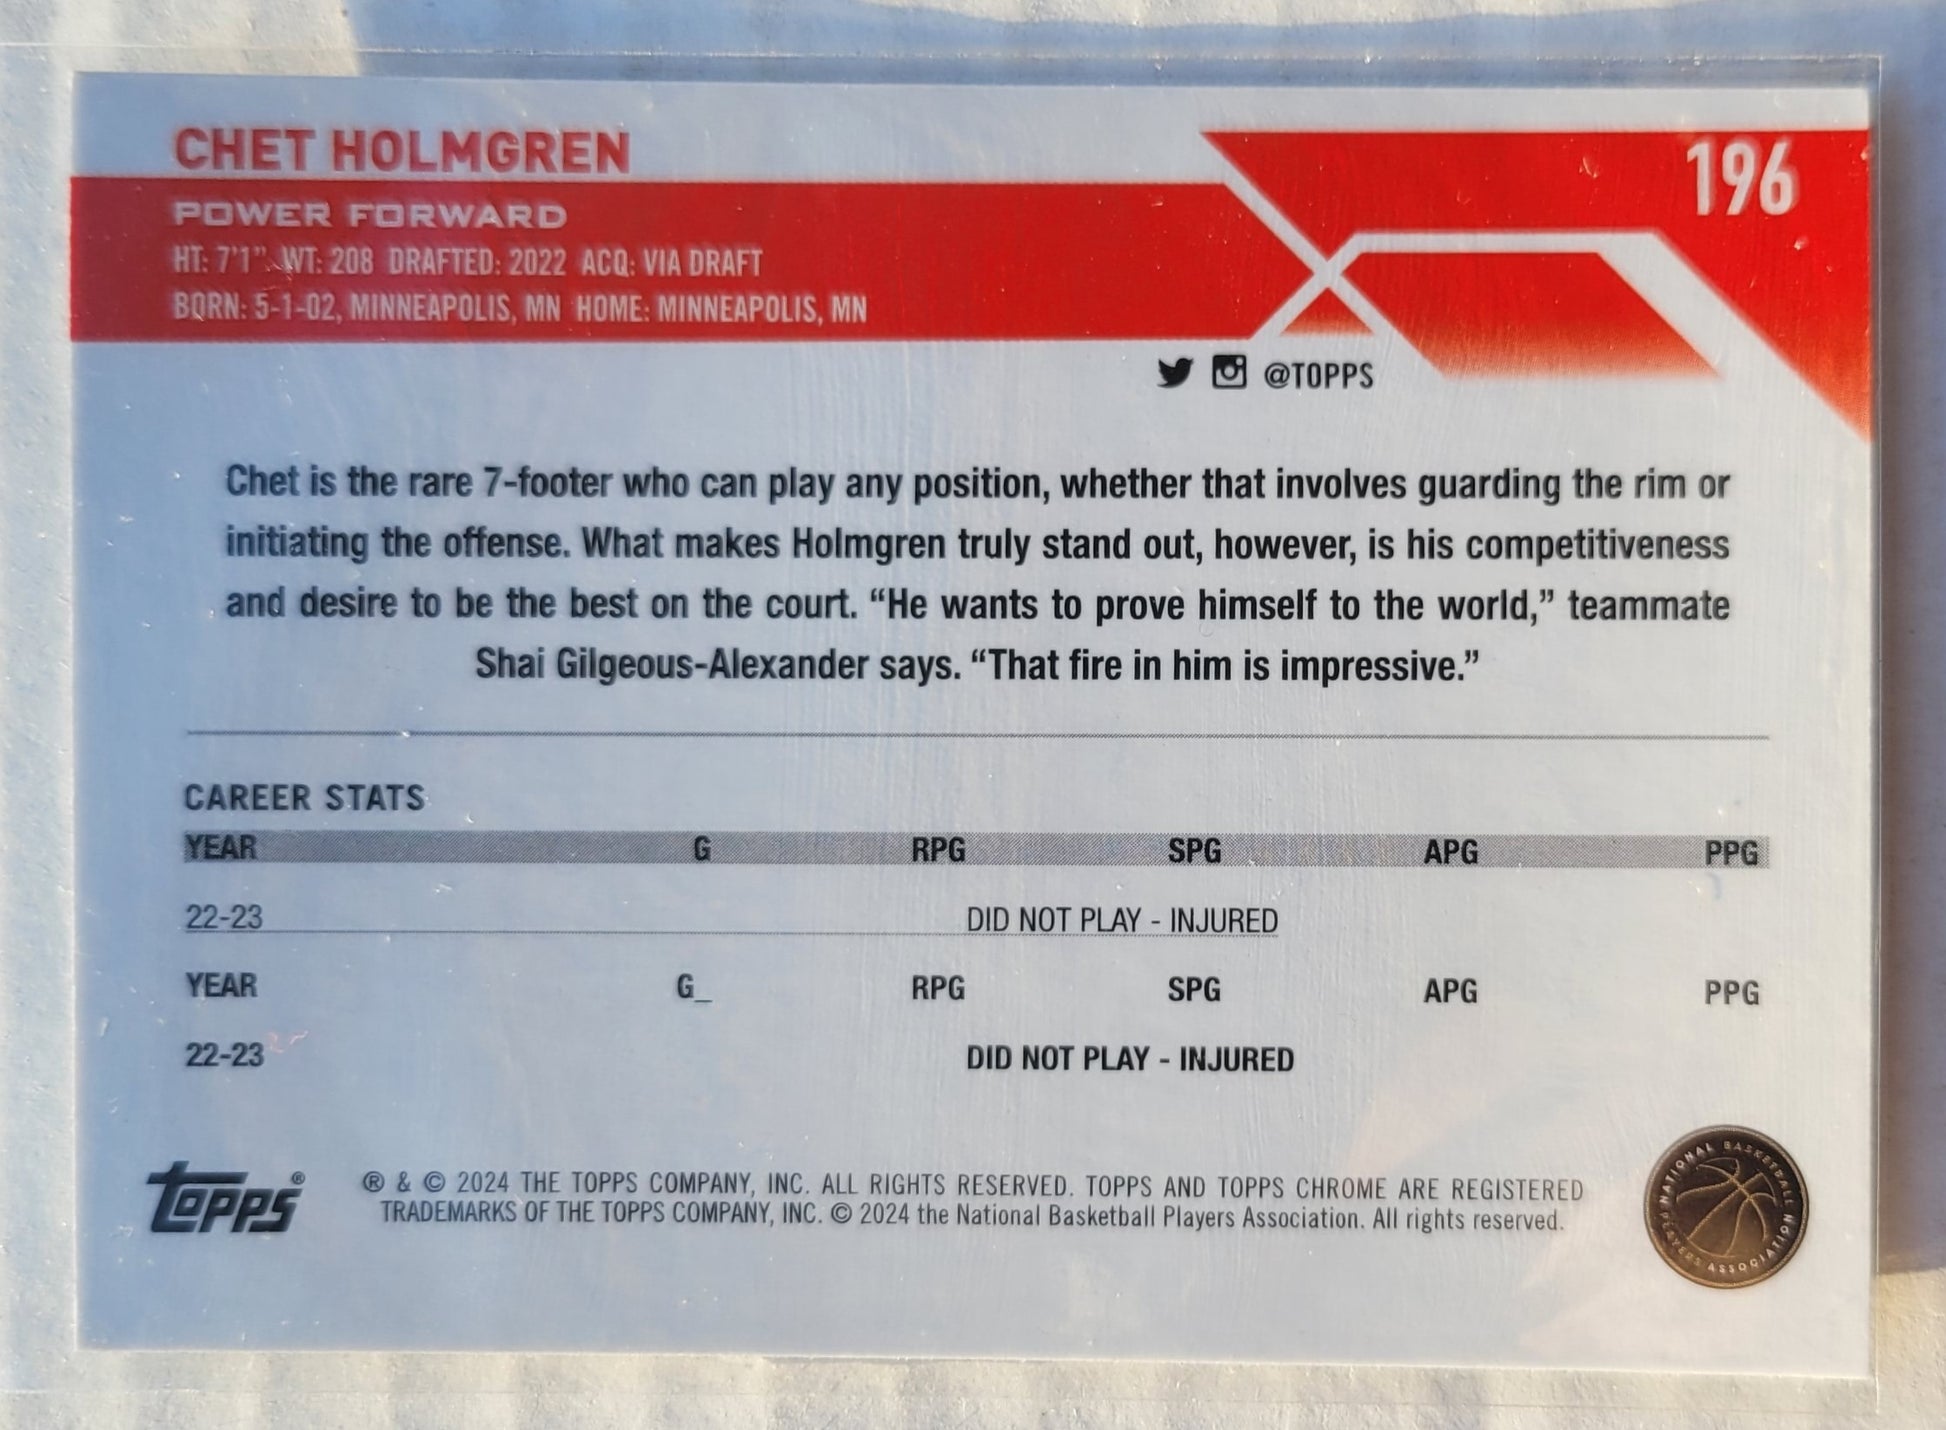 CHET HOLMGREN
196
POWER FORWARD
HT: 7'1" WT: 208 DRAFTED: 2022 ACQ: VIA DRAFT
BORN: 5-1-02, MINNEAPOLIS, MN HOME: MINNEAPOLIS, MN
@TOPPS
Chet is the rare 7-footer who can play any position, whether that involves guarding the rim or
initiating the offense. What makes Holmgren truly stand out, however, is his competitiveness
and desire to be the best on the court. “He wants to prove himself to the world,” teammate
Shai Gilgeous-Alexander says. “That fire in him is impressive.”
CAREER STATS
YEAR G RPG SPG APG PPG
22-23 DID NOT PLAY - INJURED
YEAR G_ RPG SPG APG PPG
22-23 DID NOT PLAY - INJURED
topps®
® & © 2024 THE TOPPS COMPANY, INC. ALL RIGHTS RESERVED. TOPPS AND TOPPS CHROME ARE REGISTERED
TRADEMARKS OF THE TOPPS COMPANY, INC. © 2024 the National Basketball Players Association. All rights reserved.
NATIONAL BASKETBALL PLAYERS ASSOCIATION